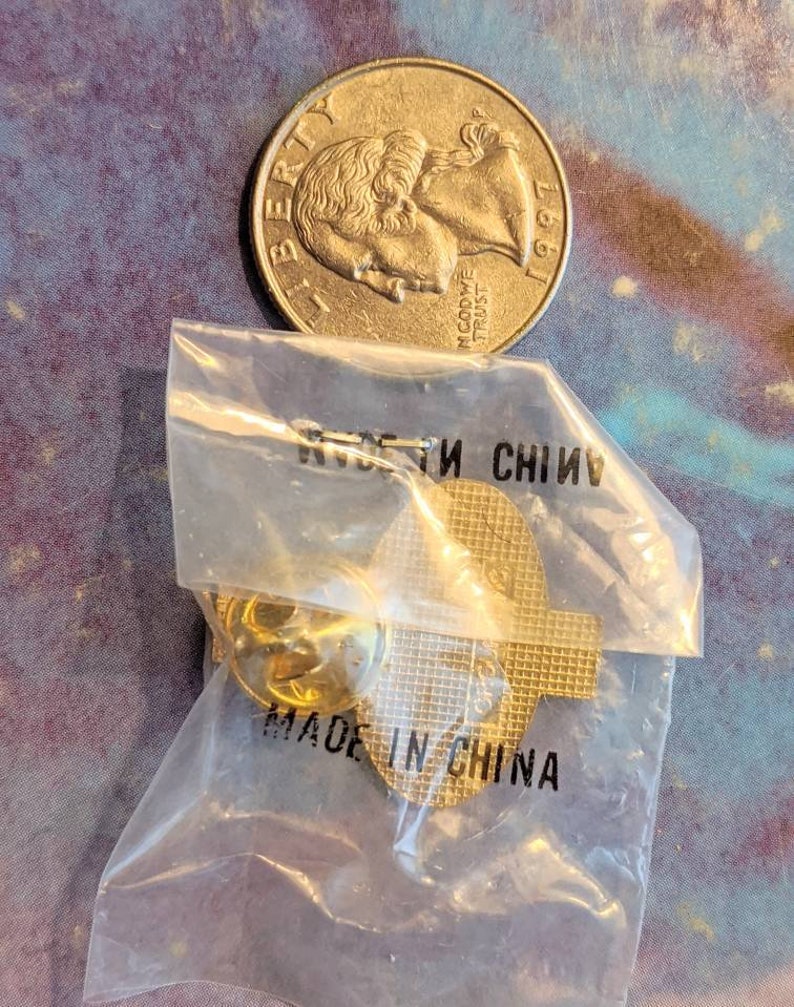 LIBERTY
1997
IN GOD WE
TRUST
MADE IN CHINA
MADE IN CHINA